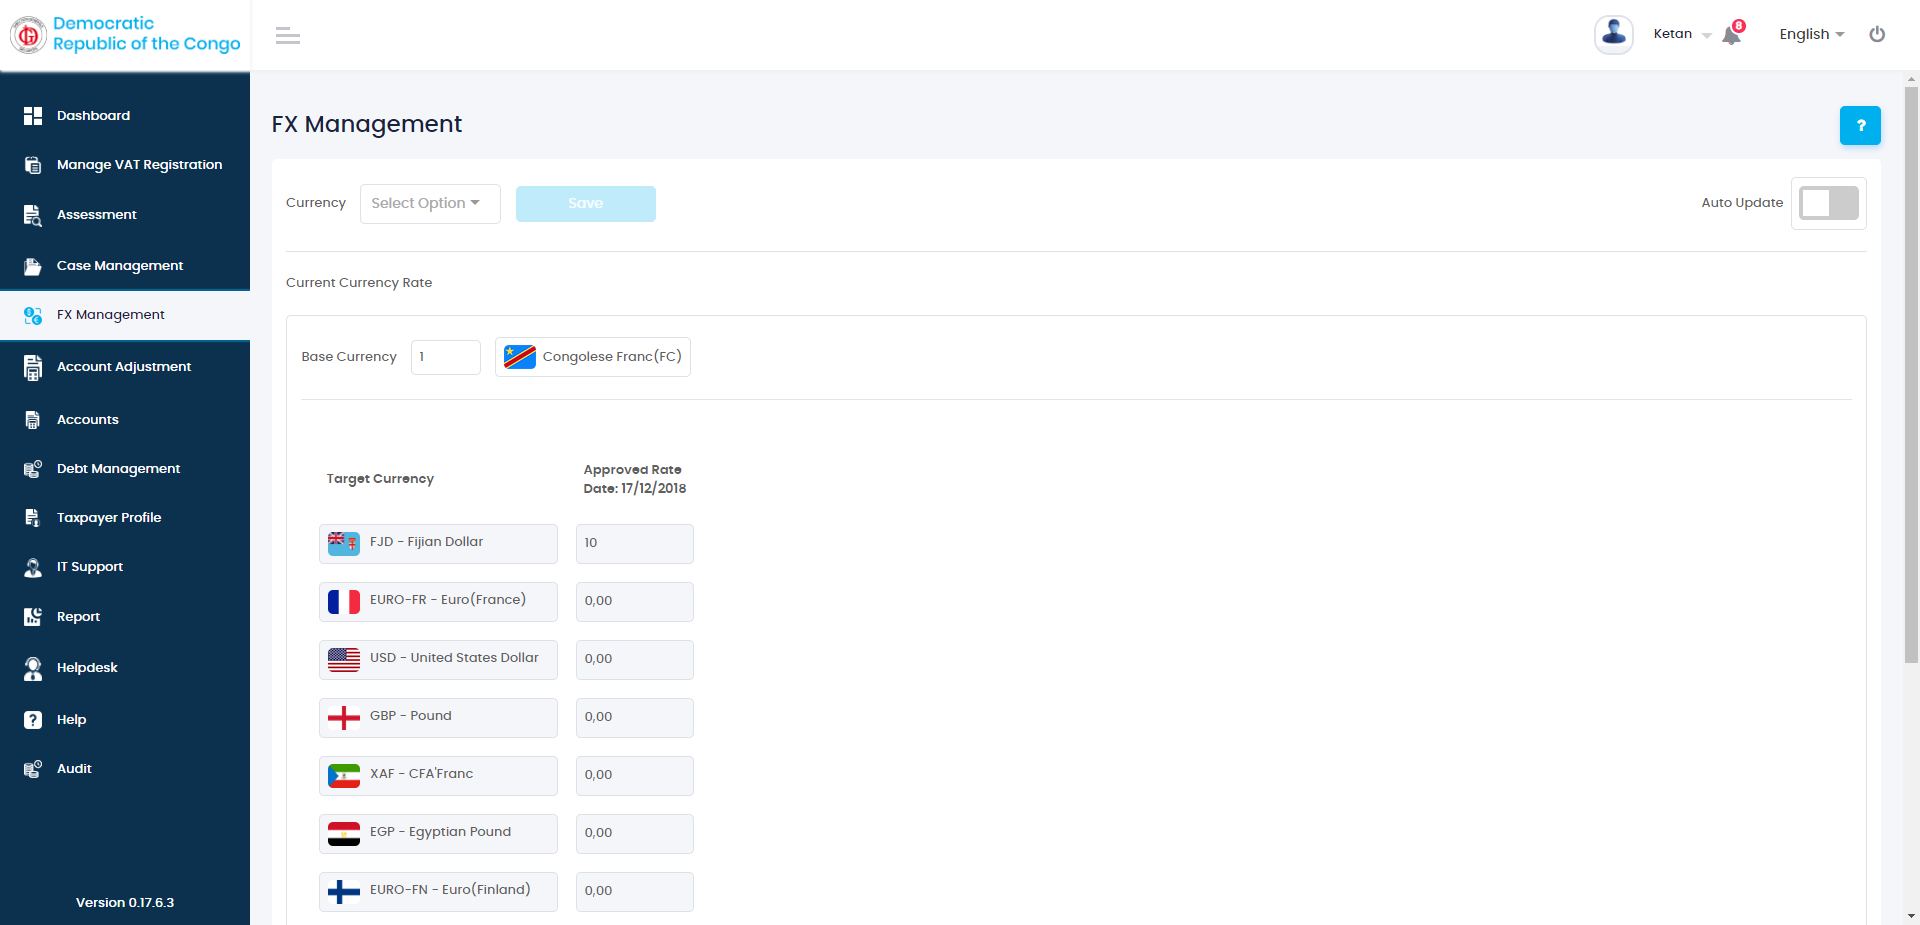 Democratic
Republic of the Congo
Ketan
8
English
Dashboard
Manage VAT Registration
Assessment
Case Management
FX Management
Account Adjustment
Accounts
Debt Management
Taxpayer Profile
IT Support
Report
Helpdesk
Help
Audit
Version 0.17.6.3
FX Management
?
Currency
Select Option
Save
Auto Update
Current Currency Rate
Base Currency
1
Congolese Franc(FC)
Target Currency
Approved Rate
Date: 17/12/2018
FJD - Fijian Dollar
10
EURO-FR - Euro(France)
0,00
USD - United States Dollar
0,00
GBP - Pound
0,00
XAF - CFA'Franc
0,00
EGP - Egyptian Pound
0,00
EURO-FN - Euro(Finland)
0,00